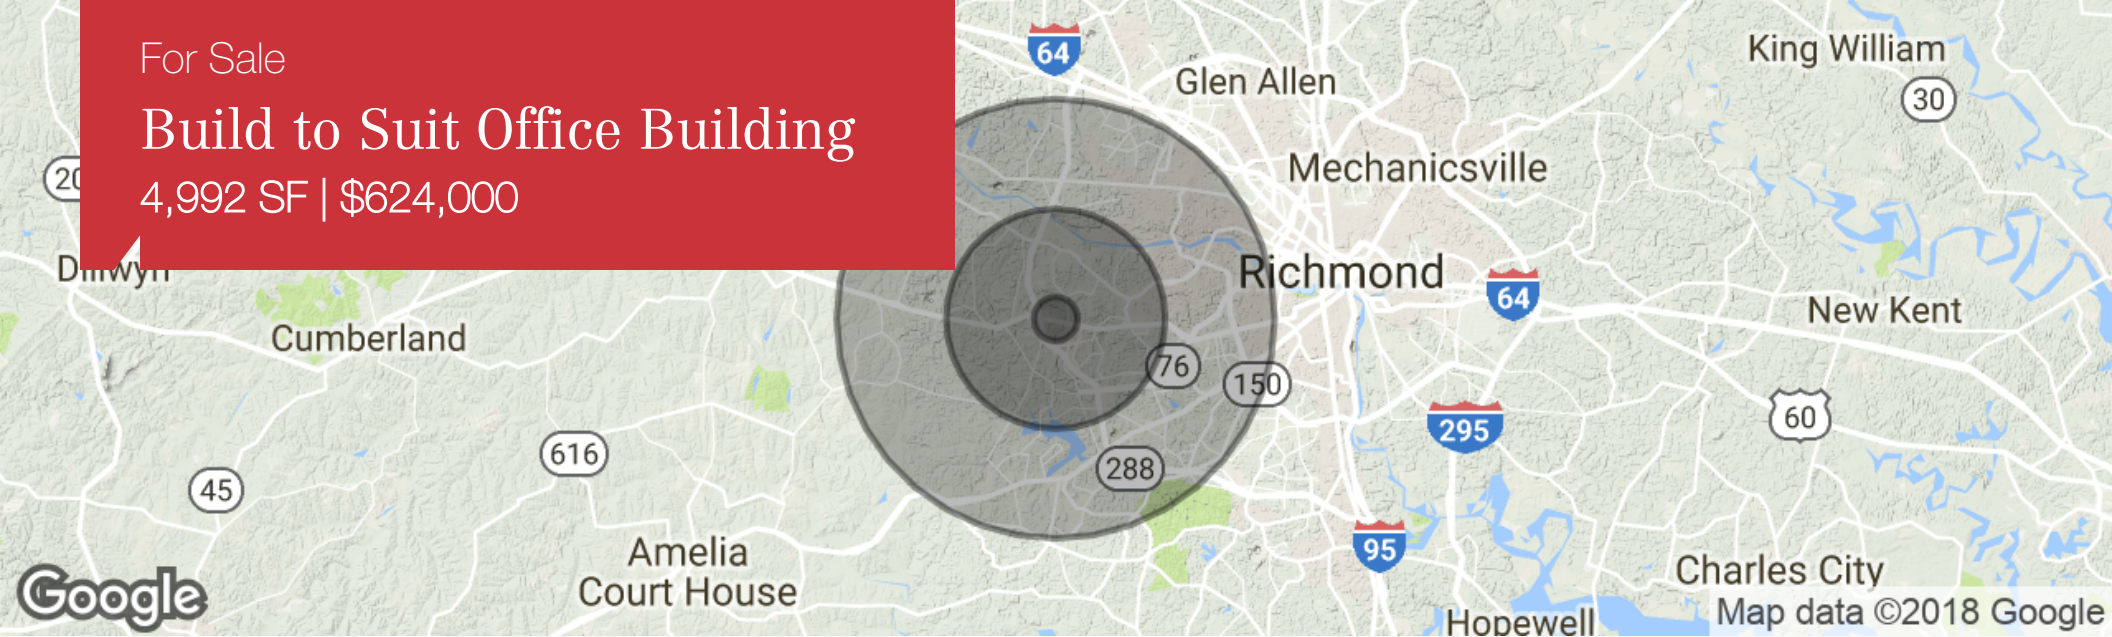 For Sale
Build to Suit Office Building
4,992 SF | $624,000
64
King William
Glen Allen
30
Mechanicsville
20
Dillwyn
Richmond
64
New Kent
Cumberland
76
150
60
295
616
288
45
95
Amelia
Court House
Charles City
Google
Hopewell
Map data ©2018 Google